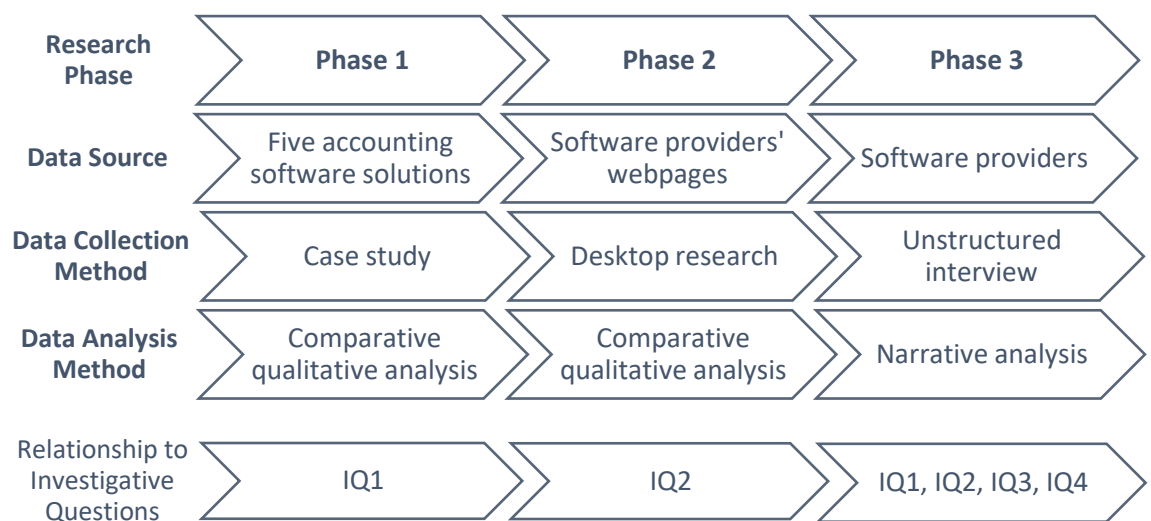 Research
Phase
Phase 1
Phase 2
Phase 3
Data Source
Five accounting
software solutions
Software providers'
webpages
Software providers
Data Collection
Method
Case study
Desktop research
Unstructured
interview
Data Analysis
Method
Comparative
qualitative analysis
Comparative
qualitative analysis
Narrative analysis
Relationship to
Investigative
Questions
IQ1
IQ2
IQ1, IQ2, IQ3, IQ4